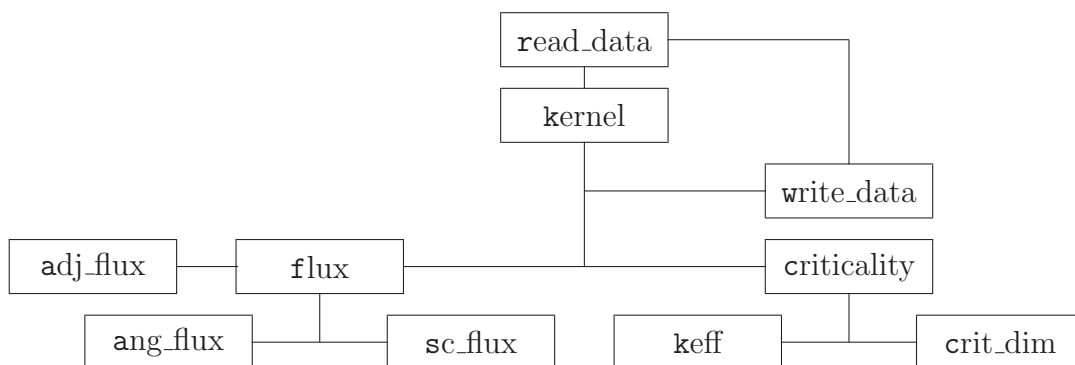 read_data
kernel
write_data
adj_flux
flux
criticality
ang_flux
sc_flux
keff
crit_dim